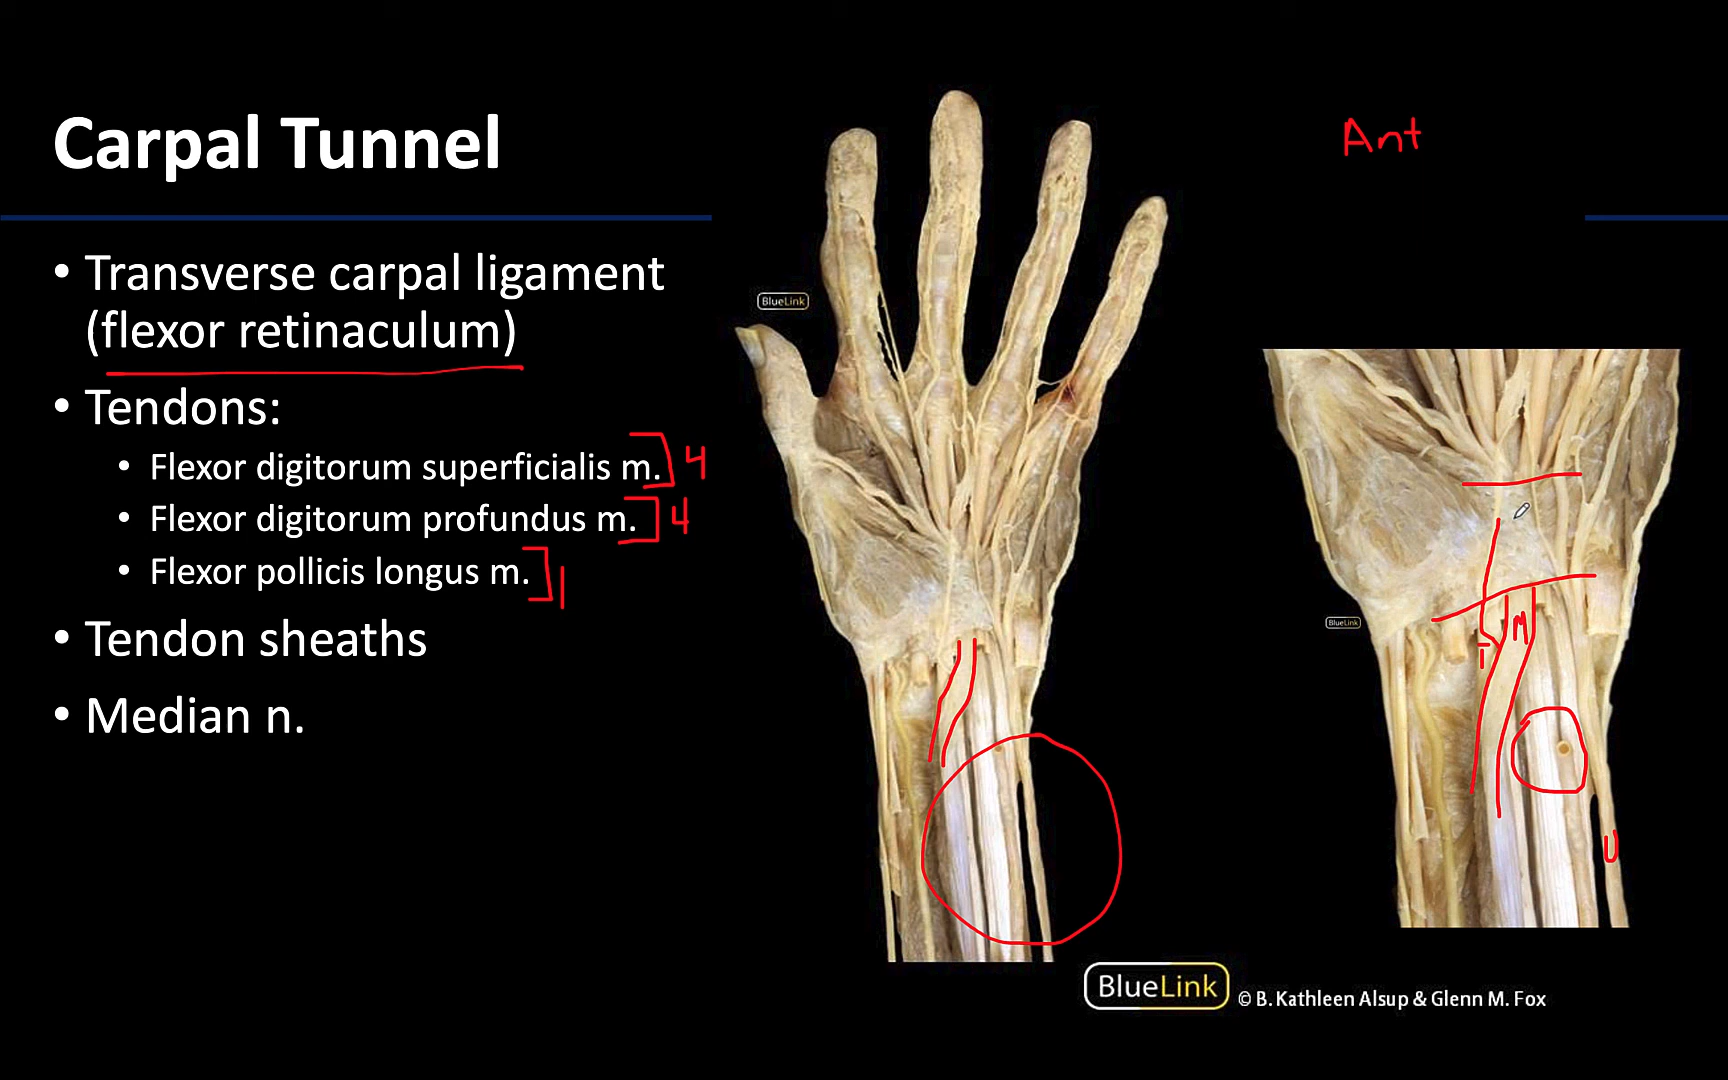 Carpal Tunnel
Ant
• Transverse carpal ligament
(flexor retinaculum)
• Tendons:
• Flexor digitorum superficialis m. 4
• Flexor digitorum profundus m. 4
• Flexor pollicis longus m. 1
• Tendon sheaths
• Median n.
BlueLink
BlueLink
M
T
U
BlueLink © B. Kathleen Alsup & Glenn M. Fox